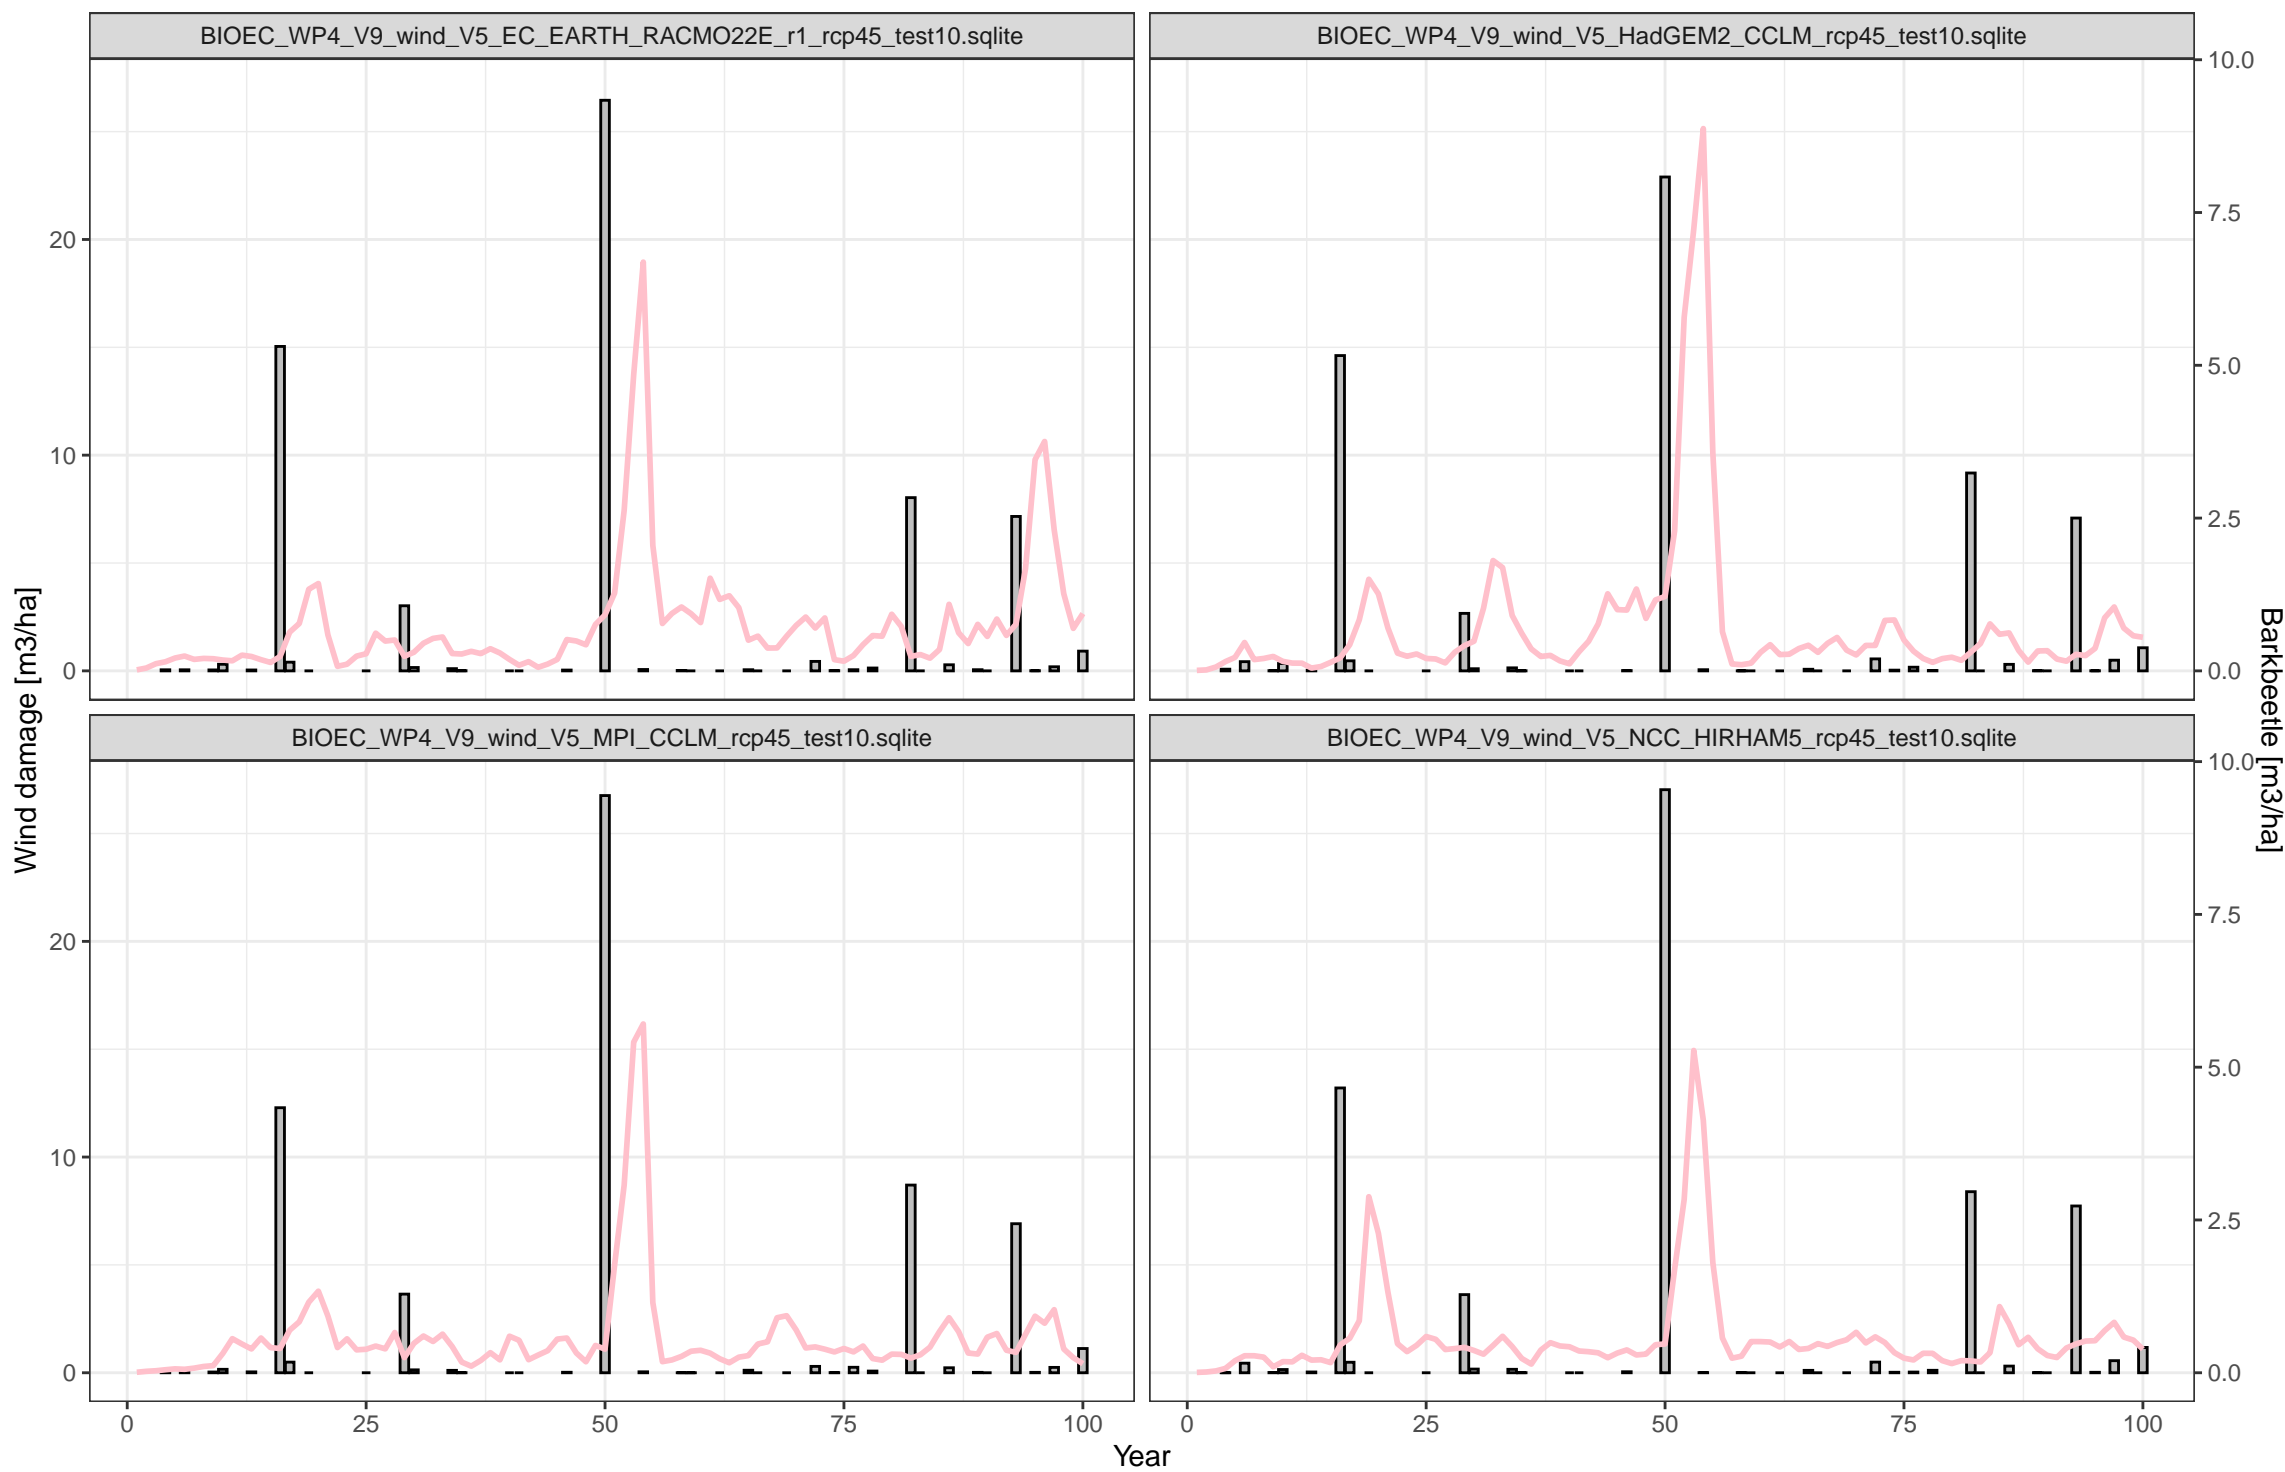 BIOEC_WP4_V9_wind_V5_EC_EARTH_RACMO22E_r1_rcp45_test10.sqlite
BIOEC_WP4_V9_wind_V5_HadGEM2_CCLM_rcp45_test10.sqlite
10.0
7.5
20
5.0
10
2.5
0
0.0
Wind damage [m3/ha]
Barkbeetle [m3/ha]
BIOEC_WP4_V9_wind_V5_MPI_CCLM_rcp45_test10.sqlite
BIOEC_WP4_V9_wind_V5_NCC_HIRHAM5_rcp45_test10.sqlite
10.0
7.5
20
5.0
10
2.5
0
0.0
0 25 50 75 100
0 25 50 75 100
Year